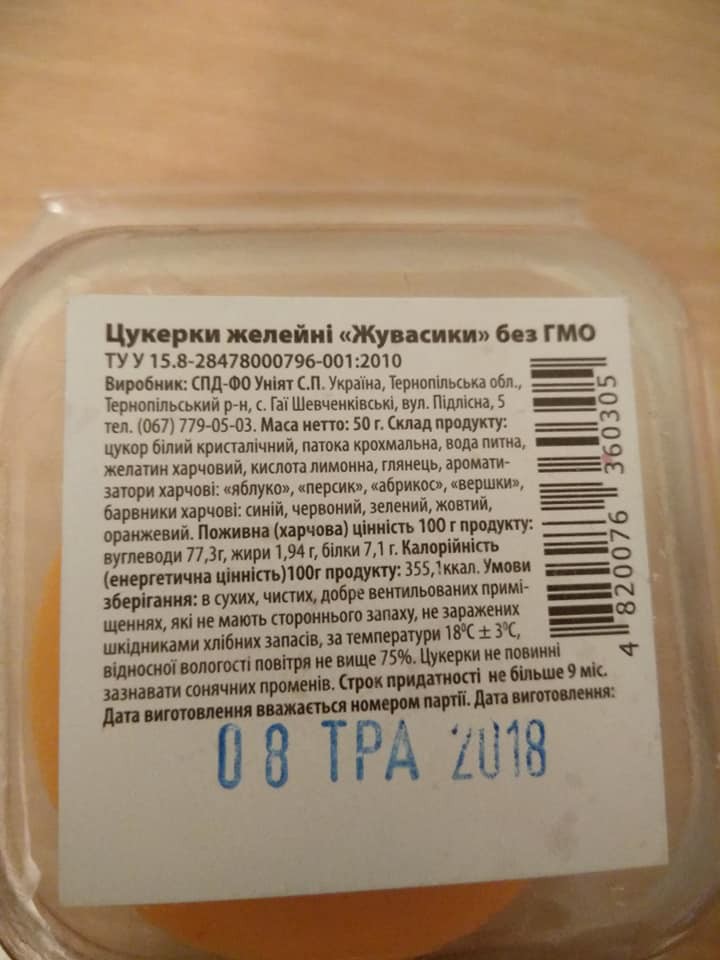 Цукерки желейні «Жувасики» без ГМО
ТУ У 15.8-28478000796-001:2010
Виробник: СПД-ФО Уніят С.П. Україна, Тернопільська обл.,
Тернопільський р-н, с. Гаї Шевченківські, вул. Підлісна, 5
тел. (067) 779-05-03. Маса нетто: 50 г. Склад продукту:
цукор білий кристалічний, патока крохмальна, вода питна,
желатин харчовий, кислота лимонна, глянець, аромати-
затори харчові: «яблуко», «персик», «абрикос», «вершки»,
барвники харчові: синій, червоний, зелений, жовтий,
оранжевий. Поживна (харчова) цінність 100 г продукту:
вуглеводи 77,3г, жири 1,94 г, білки 7,1 г. Калорійність
(енергетична цінність)100г продукту: 355,1ккал. Умови
зберігання: в сухих, чистих, добре вентильованих примі-
щеннях, які не мають стороннього запаху, не заражених
шкідниками хлібних запасів, за температури 18⁰С ± 3⁰С,
відносної вологості повітря не вище 75%. Цукерки не повинні
зазнавати сонячних променів. Строк придатності не більше 9 міс.
Дата виготовлення вважається номером партії. Дата виготовлення:
08 ТРА 2018
4 820076 360305